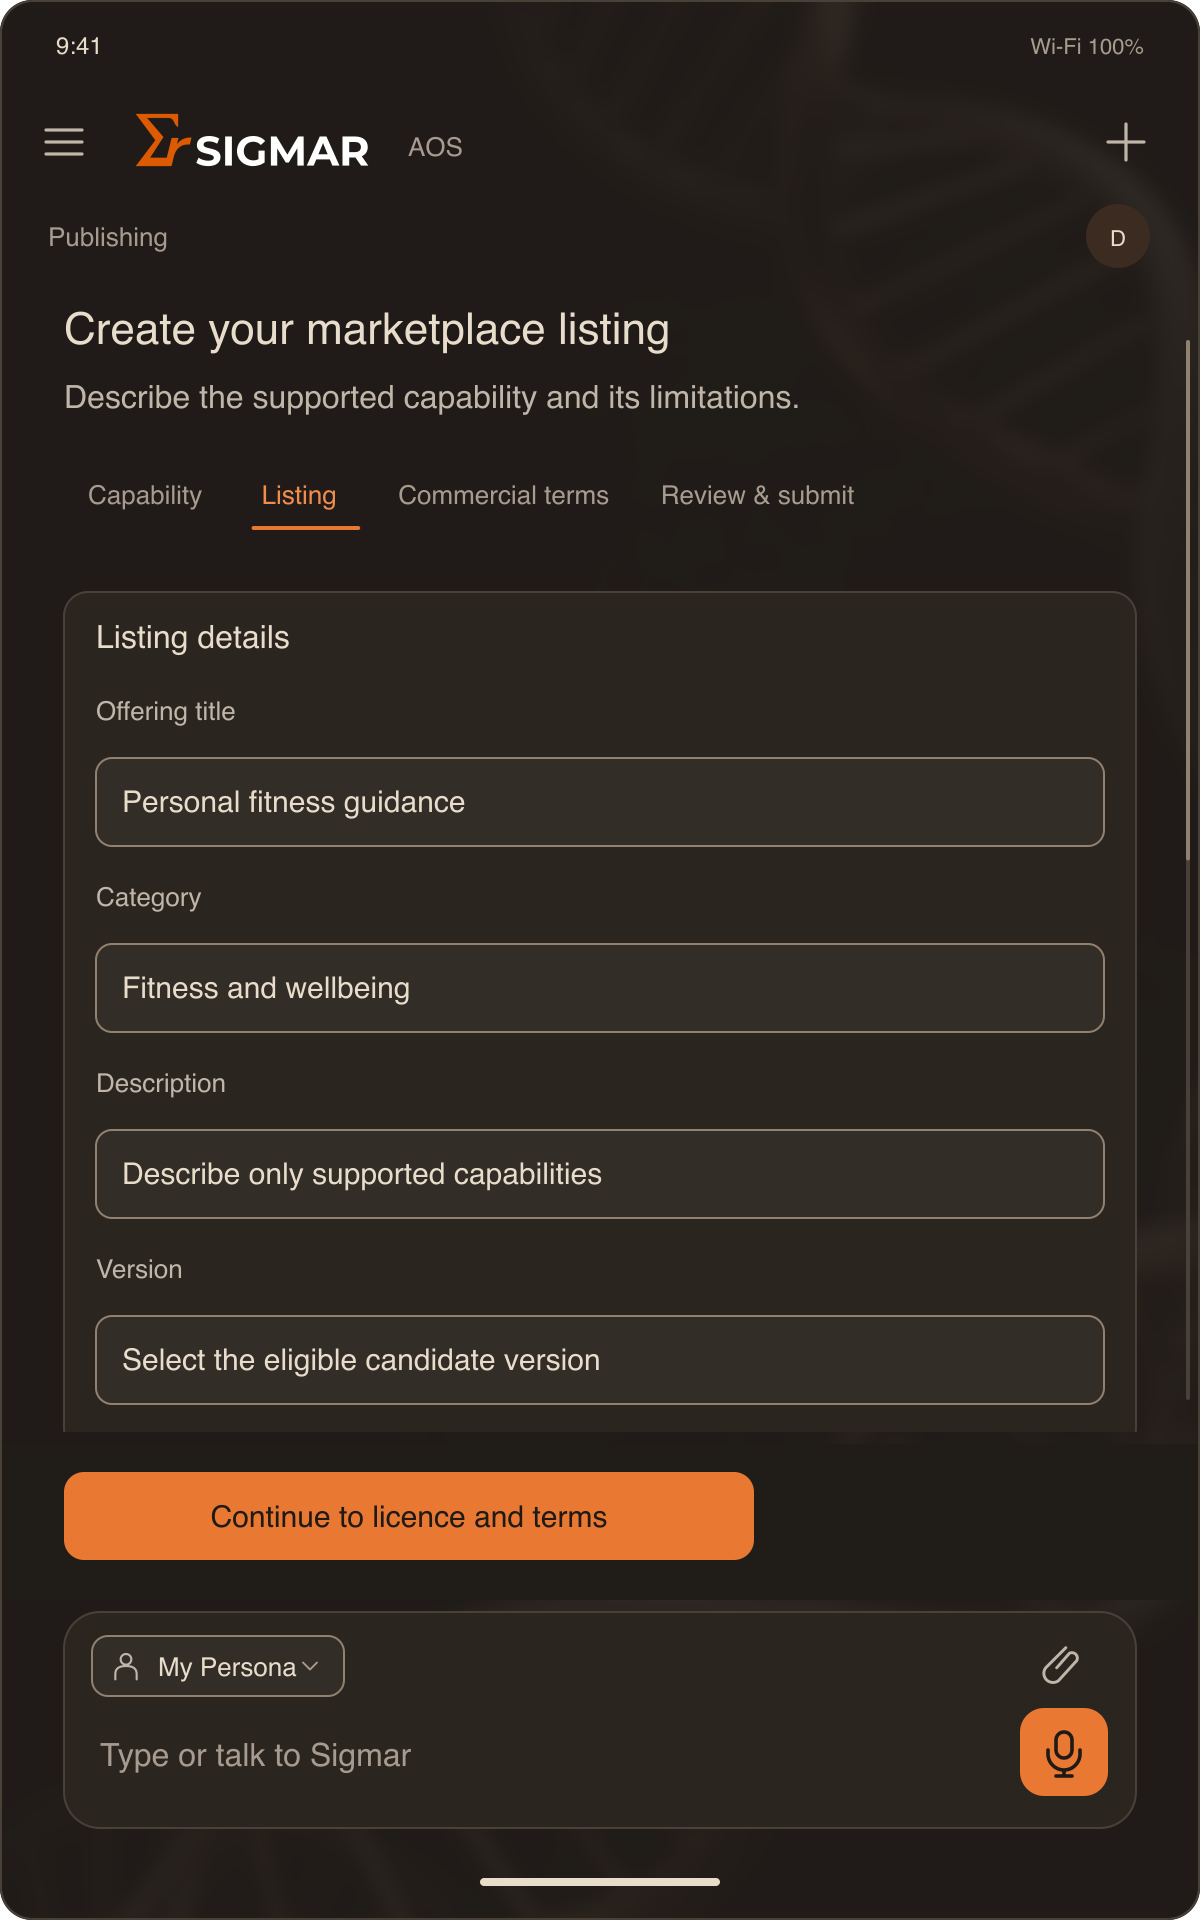 9:41
Wi-Fi 100%
Σr SIGMAR AOS
Publishing
D
Create your marketplace listing
Describe the supported capability and its limitations.
Capability Listing Commercial terms Review & submit
Listing details
Offering title
Personal fitness guidance
Category
Fitness and wellbeing
Description
Describe only supported capabilities
Version
Select the eligible candidate version
Continue to licence and terms
My Persona
Type or talk to Sigmar